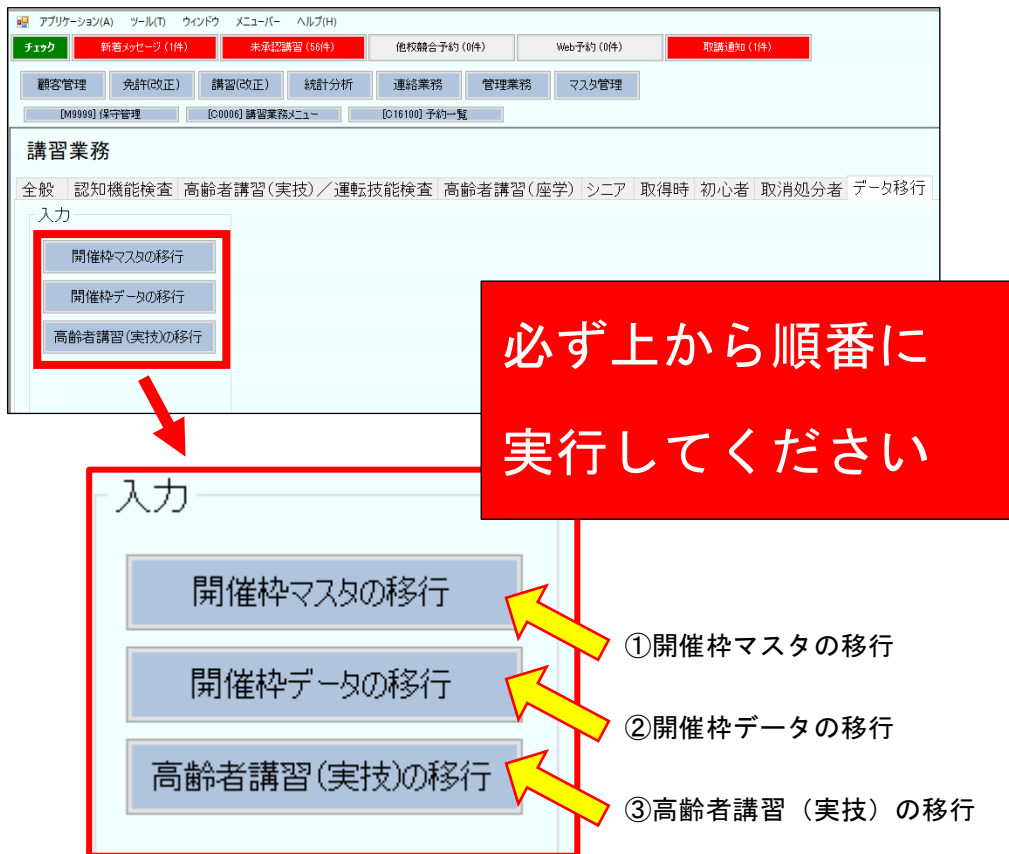 アプリケーション(A) ツール(T) ウィンドウ メニューバー ヘルプ(H)
チェック 新着メッセージ (1件) 未承認講習 (56件) 他校競合予約 (0件) Web予約 (0件) 取講通知 (1件)
顧客管理 免許(改正) 講習(改正) 統計分析 連絡業務 管理業務 マスタ管理
[M9999] 保守管理 [C0006] 講習業務メニュー [C16100] 予約一覧
講習業務
全般 認知機能検査 高齢者講習(実技)／運転技能検査 高齢者講習(座学) シニア 取得時 初心者 取消処分者 データ移行
入力
開催枠マスタの移行
開催枠データの移行
高齢者講習(実技)の移行
必ず上から順番に
実行してください
入力
開催枠マスタの移行
①開催枠マスタの移行
開催枠データの移行
②開催枠データの移行
高齢者講習(実技)の移行
③高齢者講習（実技）の移行